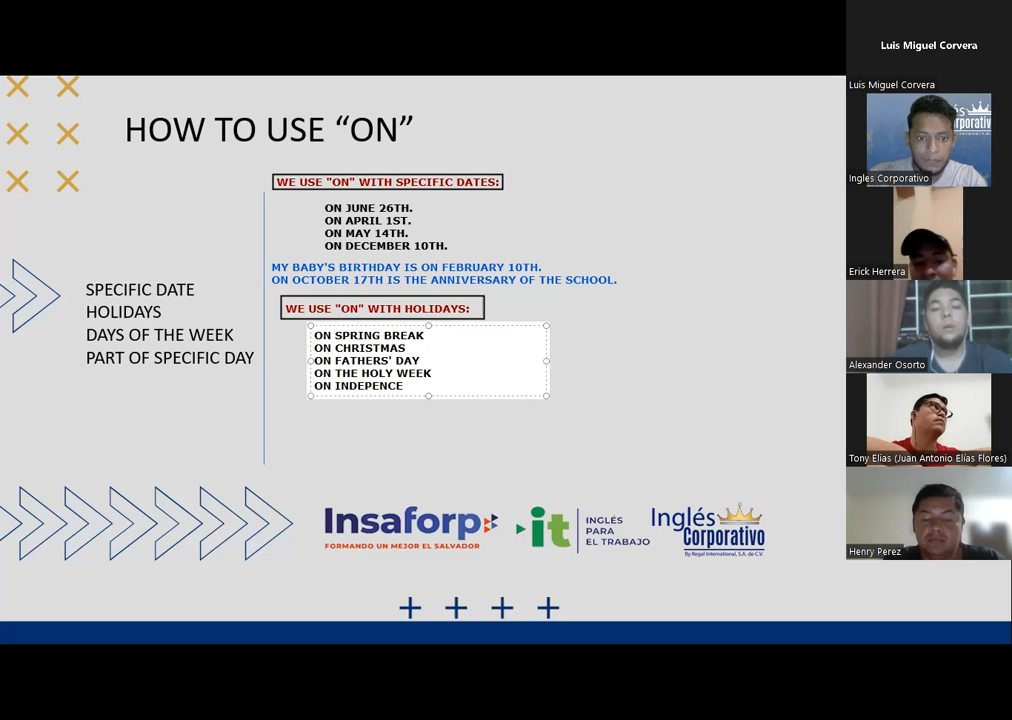 HOW TO USE “ON”
WE USE "ON" WITH SPECIFIC DATES:
ON JUNE 26TH.
ON APRIL 1ST.
ON MAY 14TH.
ON DECEMBER 10TH.
MY BABY'S BIRTHDAY IS ON FEBRUARY 10TH.
ON OCTOBER 17TH IS THE ANNIVERSARY OF THE SCHOOL.
SPECIFIC DATE
HOLIDAYS
DAYS OF THE WEEK
PART OF SPECIFIC DAY
WE USE "ON" WITH HOLIDAYS:
ON SPRING BREAK
ON CHRISTMAS
ON FATHERS' DAY
ON THE HOLY WEEK
ON INDEPENCE
Insaforp
FORMANDO UN MEJOR EL SALVADOR
it
INGLÉS
PARA
EL TRABAJO
Inglés
Corporativo
By Regal International, S.A. de C.V.
Luis Miguel Corvera
Luis Miguel Corvera
Ingles Corporativo
Erick Herrera
Alexander Osorto
Tony Elias (Juan Antonio Elías Flores)
Henry Perez